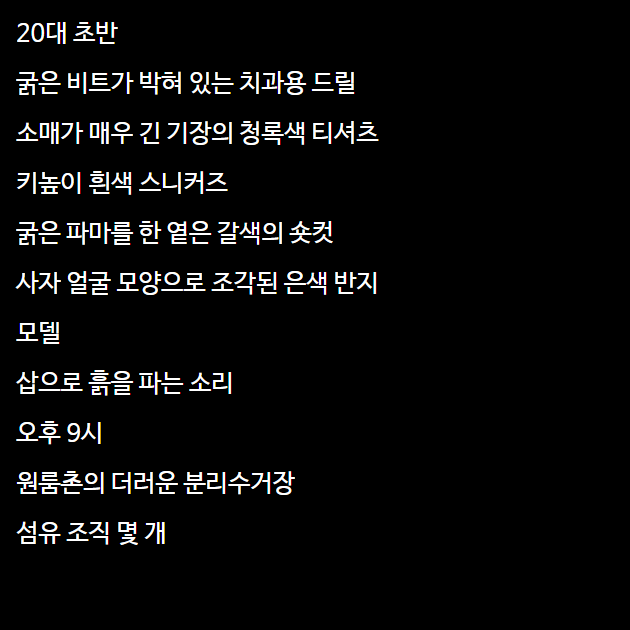 20대 초반
굵은 비트가 박혀 있는 치과용 드릴
소매가 매우 긴 기장의 청록색 티셔츠
키높이 흰색 스니커즈
굵은 파마를 한 옅은 갈색의 숏컷
사자 얼굴 모양으로 조각된 은색 반지
모델
삽으로 흙을 파는 소리
오후 9시
원룸촌의 더러운 분리수거장
섬유 조직 몇 개